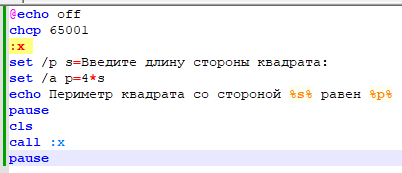 @echo off
chcp 65001
:x
set /p s=Введите длину стороны квадрата:
set /a p=4*s
echo Периметр квадрата со стороной %s% равен %p%
pause
cls
call :x
pause